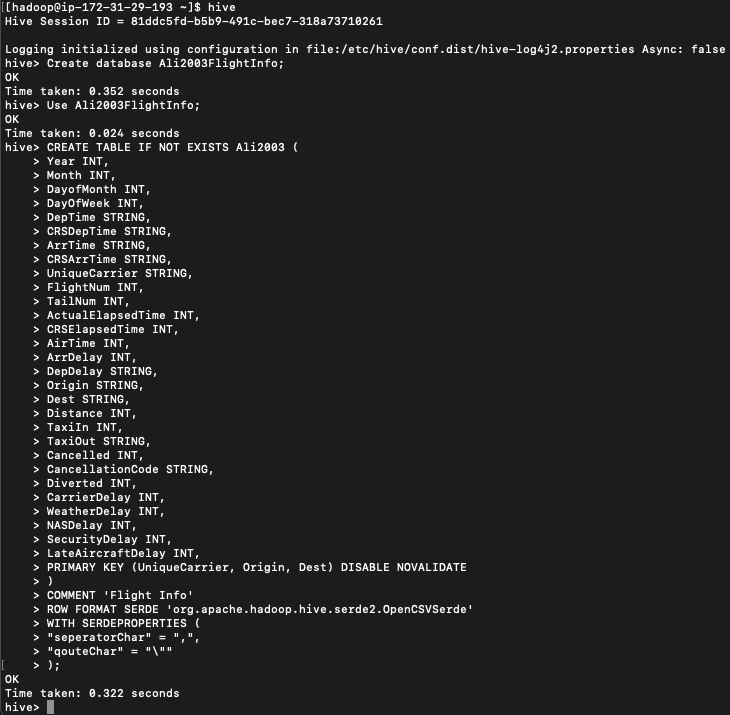 [[hadoop@ip-172-31-29-193 ~]$ hive
Hive Session ID = 81ddc5fd-b5b9-491c-bec7-318a73710261

Logging initialized using configuration in file:/etc/hive/conf.dist/hive-log4j2.properties Async: false
hive> Create database Ali2003FlightInfo;
OK
Time taken: 0.352 seconds
hive> Use Ali2003FlightInfo;
OK
Time taken: 0.024 seconds
hive> CREATE TABLE IF NOT EXISTS Ali2003 (
    > Year INT,
    > Month INT,
    > DayofMonth INT,
    > DayOfWeek INT,
    > DepTime STRING,
    > CRSDepTime STRING,
    > ArrTime STRING,
    > CRSArrTime STRING,
    > UniqueCarrier STRING,
    > FlightNum INT,
    > TailNum INT,
    > ActualElapsedTime INT,
    > CRSElapsedTime INT,
    > AirTime INT,
    > ArrDelay INT,
    > DepDelay STRING,
    > Origin STRING,
    > Dest STRING,
    > Distance INT,
    > TaxiIn INT,
    > TaxiOut STRING,
    > Cancelled INT,
    > CancellationCode STRING,
    > Diverted INT,
    > CarrierDelay INT,
    > WeatherDelay INT,
    > NASDelay INT,
    > SecurityDelay INT,
    > LateAircraftDelay INT,
    > PRIMARY KEY (UniqueCarrier, Origin, Dest) DISABLE NOVALIDATE
    > )
    > COMMENT 'Flight Info'
    > ROW FORMAT SERDE 'org.apache.hadoop.hive.serde2.OpenCSVSerde'
    > WITH SERDEPROPERTIES (
    > "seperatorChar" = ",",
    > "qouteChar" = "\""
[    > );
OK
Time taken: 0.322 seconds
hive>